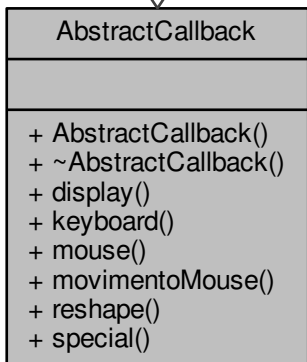 AbstractCallback
+ AbstractCallback()
+ ~AbstractCallback()
+ display()
+ keyboard()
+ mouse()
+ movimentoMouse()
+ reshape()
+ special()